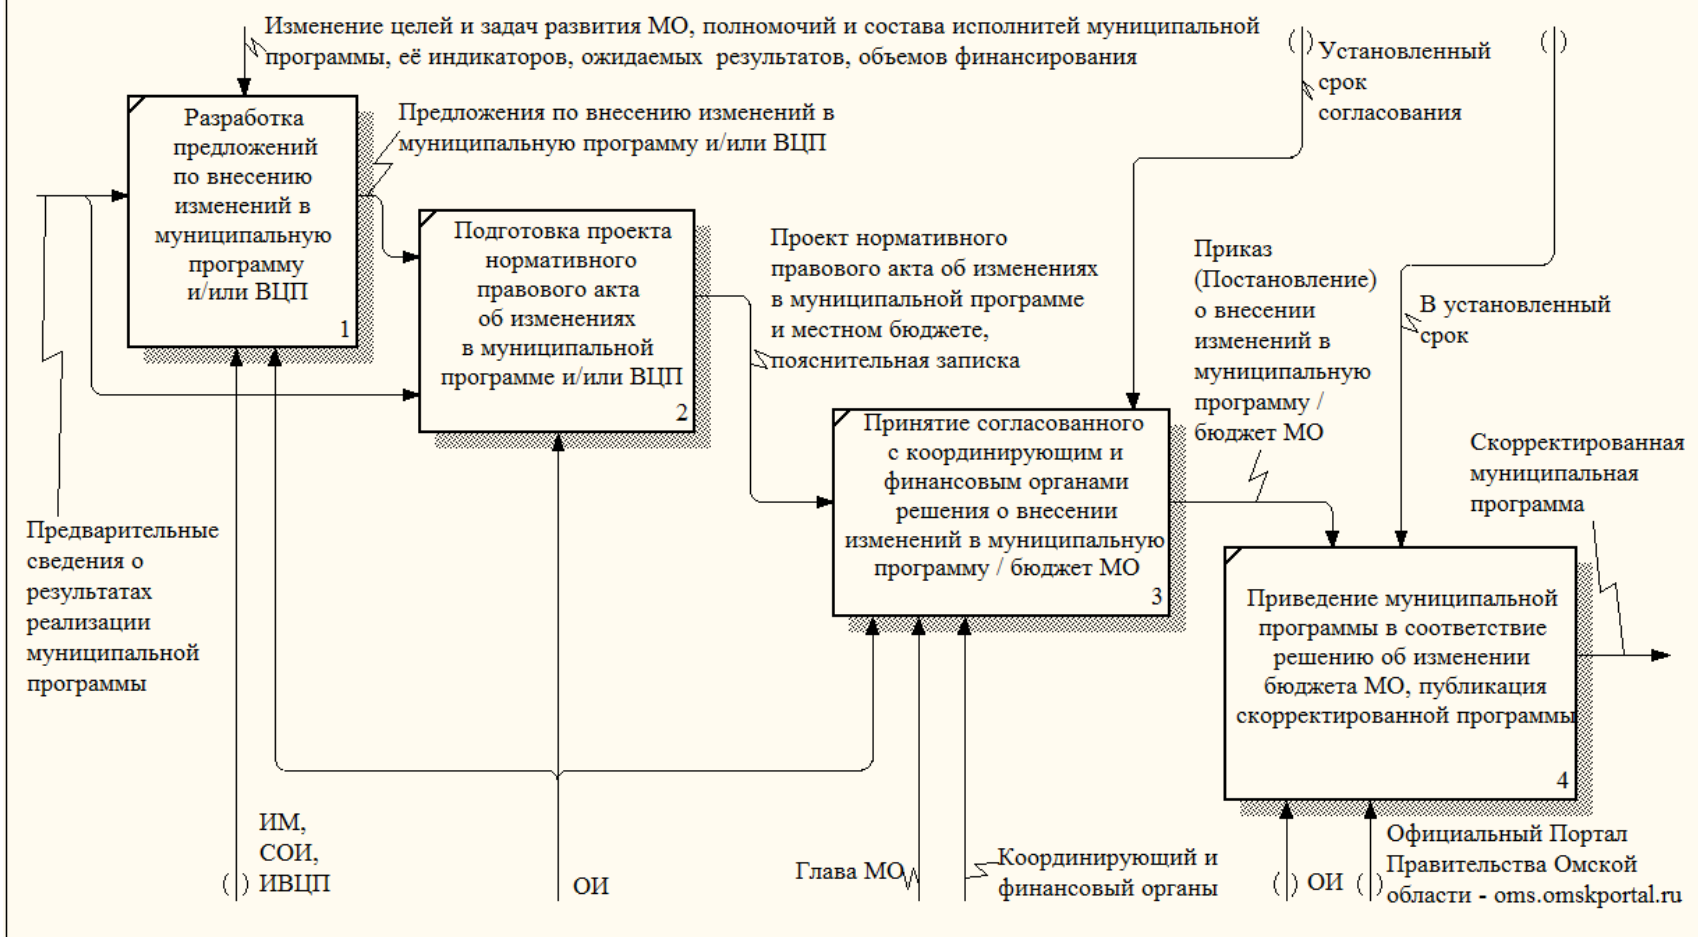 Изменение целей и задач развития МО, полномочий и состава исполнитей муниципальной
программы, её индикаторов, ожидаемых результатов, объемов финансирования
( )
Установленный
срок
согласования
( )
Разработка
предложений
по внесению
изменений в
муниципальную
программу
и/или ВЦП
1
Предложения по внесению изменений в
муниципальную программу и/или ВЦП
Подготовка проекта
нормативного
правового акта
об изменениях
в муниципальной
программе и/или ВЦП
2
Проект нормативного
правового акта об изменениях
в муниципальной программе
и местном бюджете,
пояснительная записка
Приказ
(Постановление)
о внесении
изменений в
муниципальную
программу /
бюджет МО
В установленный
срок
Принятие согласованного
с координирующим и
финансовым органами
решения о внесении
изменений в муниципальную
программу / бюджет МО
3
Скорректированная
муниципальная
программа
Предварительные
сведения о
результатах
реализации
муниципальной
программы
Приведение муниципальной
программы в соответствие
решению об изменении
бюджета МО, публикация
скорректированной программы
4
ИМ,
СОИ,
ИВЦП
( )
ОИ
Глава МО
Координирующий и
финансовый органы
( ) ОИ
( )
Официальный Портал
Правительства Омской
области - oms.omskportal.ru